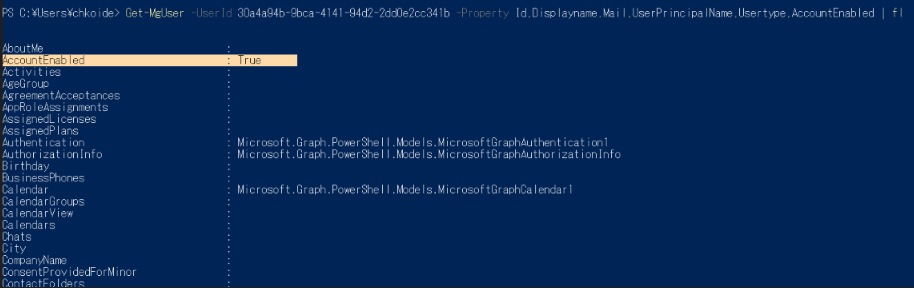 PS C:¥Users¥chkoide> Get-MgUser -UserId 30a4a94b-9bca-4141-94d2-2dd0e2cc341b -Property Id,Displayname,Mail,UserPrincipalName,Usertype,AccountEnabled | fl
AboutMe :
AccountEnabled : True
Activities :
AgeGroup :
AgreementAcceptances :
AppRoleAssignments :
AssignedLicenses :
AssignedPlans :
Authentication : Microsoft.Graph.PowerShell.Models.MicrosoftGraphAuthentication1
AuthorizationInfo : Microsoft.Graph.PowerShell.Models.MicrosoftGraphAuthorizationInfo
Birthday :
BusinessPhones :
Calendar : Microsoft.Graph.PowerShell.Models.MicrosoftGraphCalendar1
CalendarGroups :
CalendarView :
Calendars :
Chats :
City :
CompanyName :
ConsentProvidedForMinor :
ContactFolders :